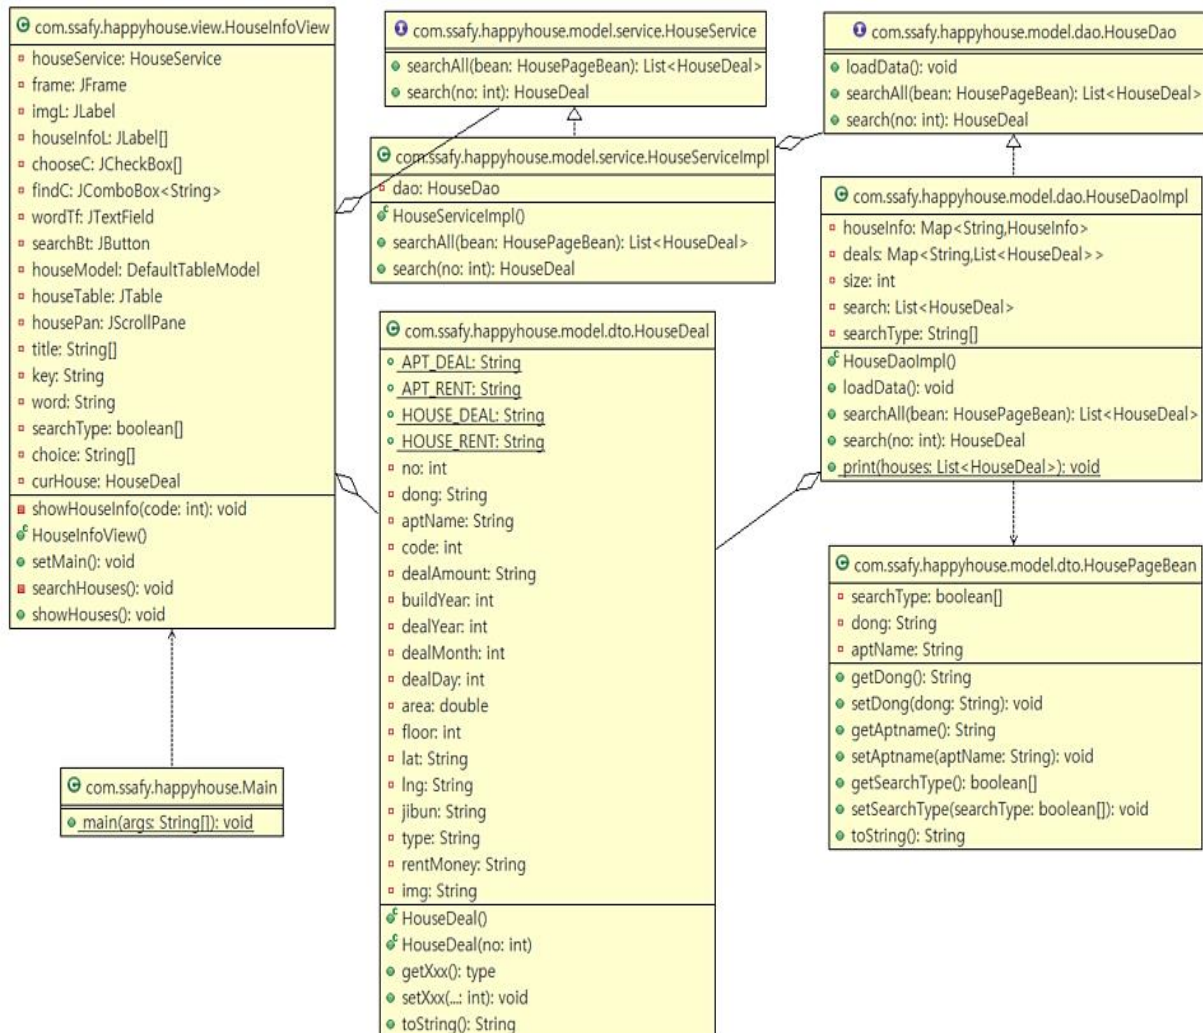 com.ssafy.happyhouse.view.HouseInfoView
houseService: HouseService
frame: JFrame
imgL: JLabel
houseInfoL: JLabel[]
chooseC: JCheckBox[]
findC: JComboBox<String>
wordTf: JTextField
searchBt: JButton
houseModel: DefaultTableModel
houseTable: JTable
housePan: JScrollPane
title: String[]
key: String
word: String
searchType: boolean[]
choice: String[]
curHouse: HouseDeal
showHouseInfo(code: int): void
HouseInfoView()
setMain(): void
searchHouses(): void
showHouses(): void
com.ssafy.happyhouse.Main
main(args: String[]): void
com.ssafy.happyhouse.model.service.HouseService
searchAll(bean: HousePageBean): List<HouseDeal>
search(no: int): HouseDeal
com.ssafy.happyhouse.model.service.HouseServiceImpl
dao: HouseDao
HouseServiceImpl()
searchAll(bean: HousePageBean): List<HouseDeal>
search(no: int): HouseDeal
com.ssafy.happyhouse.model.dto.HouseDeal
APT_DEAL: String
APT_RENT: String
HOUSE_DEAL: String
HOUSE_RENT: String
no: int
dong: String
aptName: String
code: int
dealAmount: String
buildYear: int
dealYear: int
dealMonth: int
dealDay: int
area: double
floor: int
lat: String
lng: String
jibun: String
type: String
rentMoney: String
img: String
HouseDeal()
HouseDeal(no: int)
getXxx(): type
setXxx(...: int): void
toString(): String
com.ssafy.happyhouse.model.dao.HouseDao
loadData(): void
searchAll(bean: HousePageBean): List<HouseDeal>
search(no: int): HouseDeal
com.ssafy.happyhouse.model.dao.HouseDaoImpl
houseInfo: Map<String,HouseInfo>
deals: Map<String,List<HouseDeal>>
size: int
search: List<HouseDeal>
searchType: String[]
HouseDaoImpl()
loadData(): void
searchAll(bean: HousePageBean): List<HouseDeal>
search(no: int): HouseDeal
print(houses: List<HouseDeal>): void
com.ssafy.happyhouse.model.dto.HousePageBean
searchType: boolean[]
dong: String
aptName: String
getDong(): String
setDong(dong: String): void
getAptname(): String
setAptname(aptName: String): void
getSearchType(): boolean[]
setSearchType(searchType: boolean[]): void
toString(): String